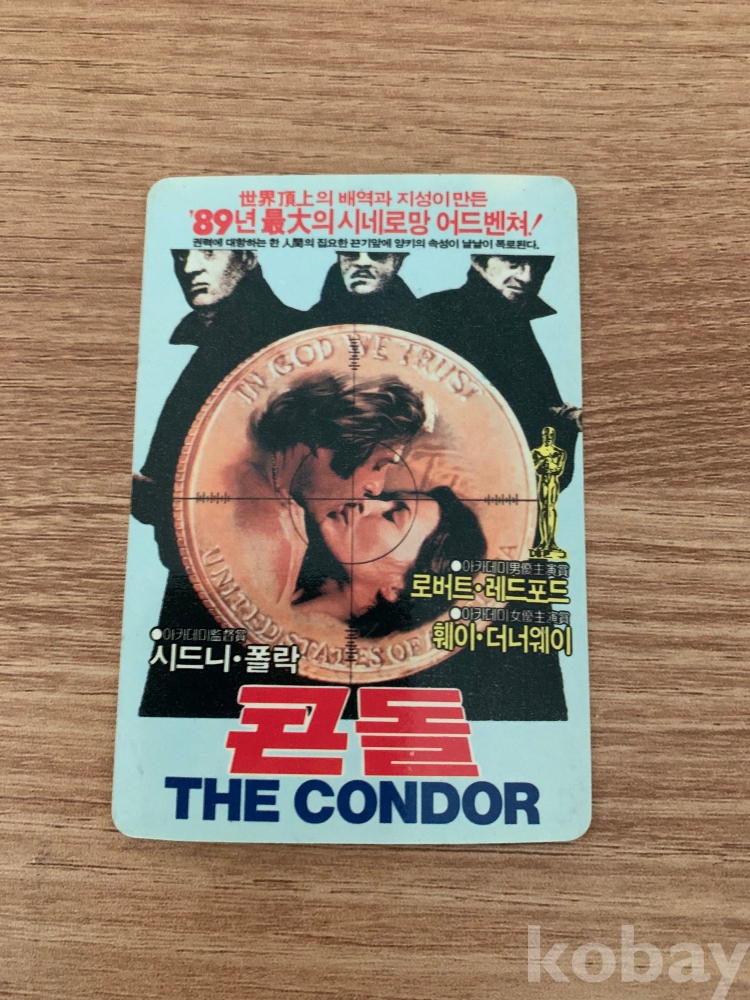 世界頂上의 배역과 지성이 만든
'89년 最大의 시네로망 어드벤쳐!
권력에 대항하는 한 人間의 집요한 끈기앞에 양키의 속성이 낱낱이 폭로된다.
IN GOD WE TRUST
UNITED STATES OF
A
●아카데미男優主演賞
로버트·레드포드
●아카데미女優主演賞
훼이·더너웨이
●아카데미監督賞
시드니·폴락
콘돌
THE CONDOR
kobay